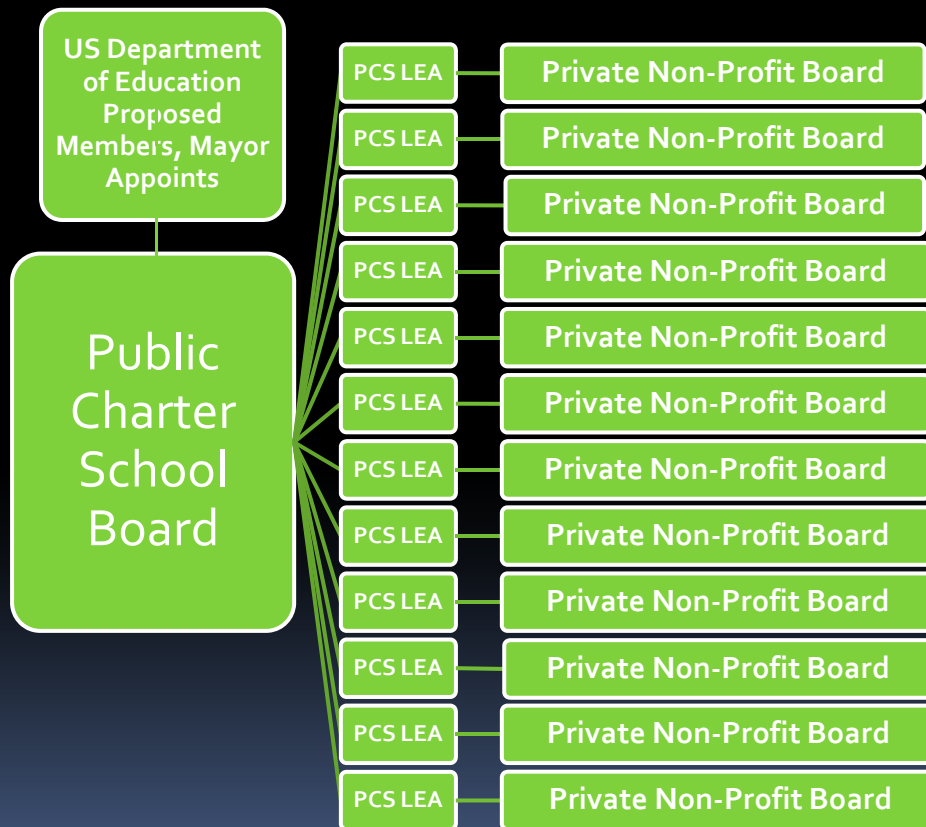 US Department
of Education
Proposed
Members, Mayor
Appoints
Public
Charter
School
Board
PCS LEA
Private Non-Profit Board
PCS LEA
Private Non-Profit Board
PCS LEA
Private Non-Profit Board
PCS LEA
Private Non-Profit Board
PCS LEA
Private Non-Profit Board
PCS LEA
Private Non-Profit Board
PCS LEA
Private Non-Profit Board
PCS LEA
Private Non-Profit Board
PCS LEA
Private Non-Profit Board
PCS LEA
Private Non-Profit Board
PCS LEA
Private Non-Profit Board
PCS LEA
Private Non-Profit Board